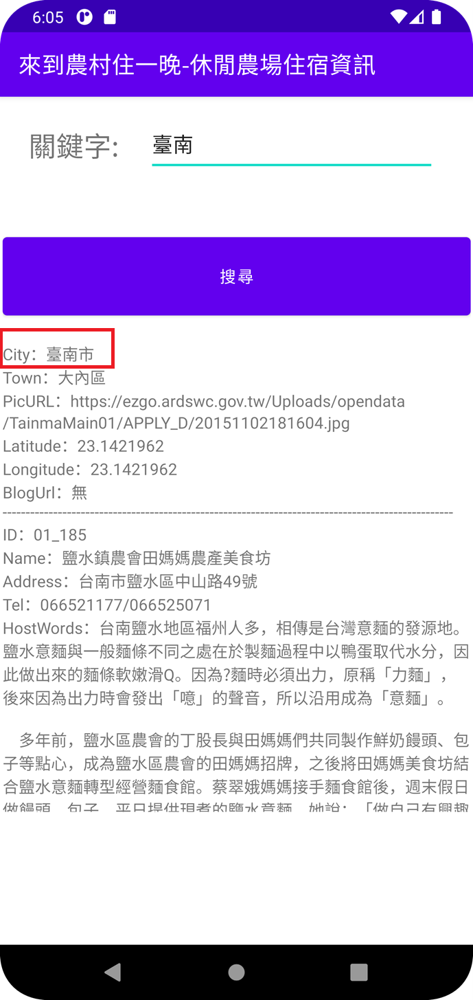 6:05
來到農村住一晚-休閒農場住宿資訊
關鍵字:
臺南
搜尋
City：臺南市
Town：大內區
PicURL：https://ezgo.ardswc.gov.tw/Uploads/opendata
/TainmaMain01/APPLY_D/20151102181604.jpg
Latitude：23.1421962
Longitude：23.1421962
BlogUrl：無
----------------------------------------------------------------------------------------------------
ID：01_185
Name：鹽水鎮農會田媽媽農產美食坊
Address：台南市鹽水區中山路49號
Tel：066521177/066525071
HostWords：台南鹽水地區福州人多，相傳是台灣意麵的發源地。
鹽水意麵與一般麵條不同之處在於製麵過程中以鴨蛋取代水分，因
此做出來的麵條軟嫩滑Q。因為?麵時必須出力，原稱「力麵」，
後來因為出力時會發出「噫」的聲音，所以沿用成為「意麵」。
多年前，鹽水區農會的丁股長與田媽媽們共同製作鮮奶饅頭、包
子等點心，成為鹽水區農會的田媽媽招牌，之後將田媽媽美食坊結
合鹽水意麵轉型經營麵食館。蔡翠娥媽媽接手麵食館後，週末假日
做饅頭、包子，平日提供現煮的鹽水意麵，她說：「做自己有興趣